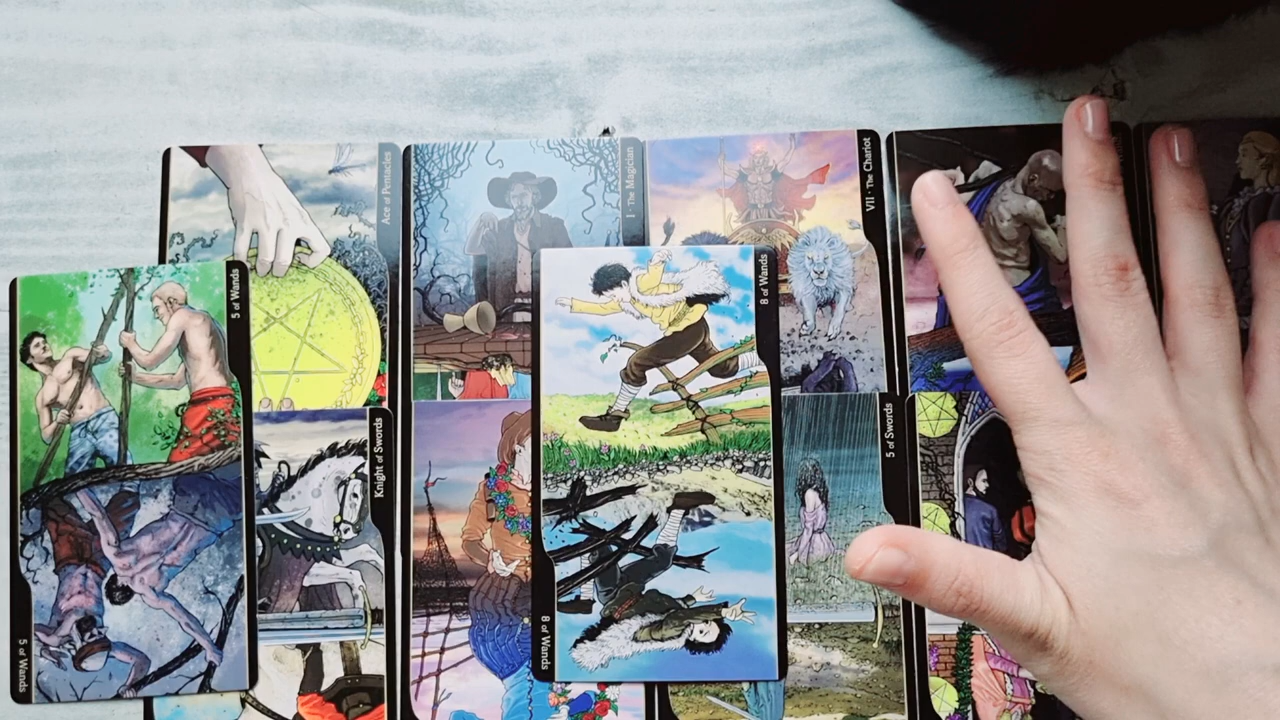 Ace of Pentacles
I · The Magician
VII · The Chariot
5 of Wands
8 of Wands
Knight of Swords
5 of Swords
5 of Wands
8 of Wands